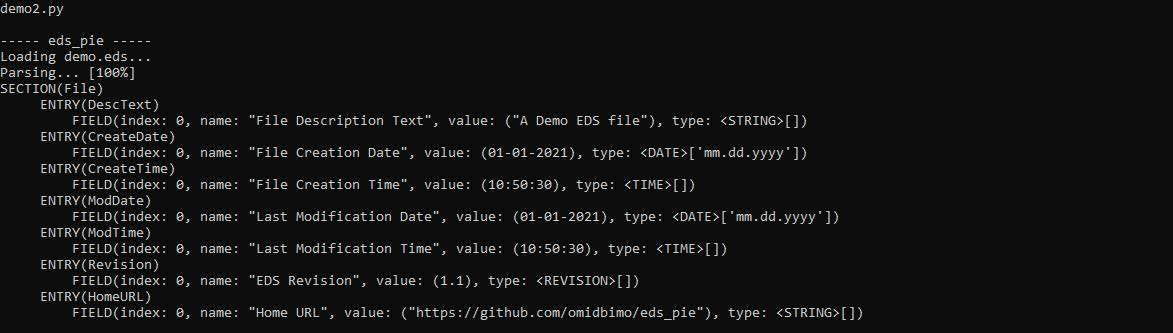 demo2.py
----- eds_pie -----
Loading demo.eds...
Parsing... [100%]
SECTION(File)
ENTRY(DescText)
FIELD(index: 0, name: "File Description Text", value: ("A Demo EDS file"), type: <STRING>[])
ENTRY(CreateDate)
FIELD(index: 0, name: "File Creation Date", value: (01-01-2021), type: <DATE>['mm.dd.yyyy'])
ENTRY(CreateTime)
FIELD(index: 0, name: "File Creation Time", value: (10:50:30), type: <TIME>[])
ENTRY(ModDate)
FIELD(index: 0, name: "Last Modification Date", value: (01-01-2021), type: <DATE>['mm.dd.yyyy'])
ENTRY(ModTime)
FIELD(index: 0, name: "Last Modification Time", value: (10:50:30), type: <TIME>[])
ENTRY(Revision)
FIELD(index: 0, name: "EDS Revision", value: (1.1), type: <REVISION>[])
ENTRY(HomeURL)
FIELD(index: 0, name: "Home URL", value: ("https://github.com/omidbimo/eds_pie"), type: <STRING>[])